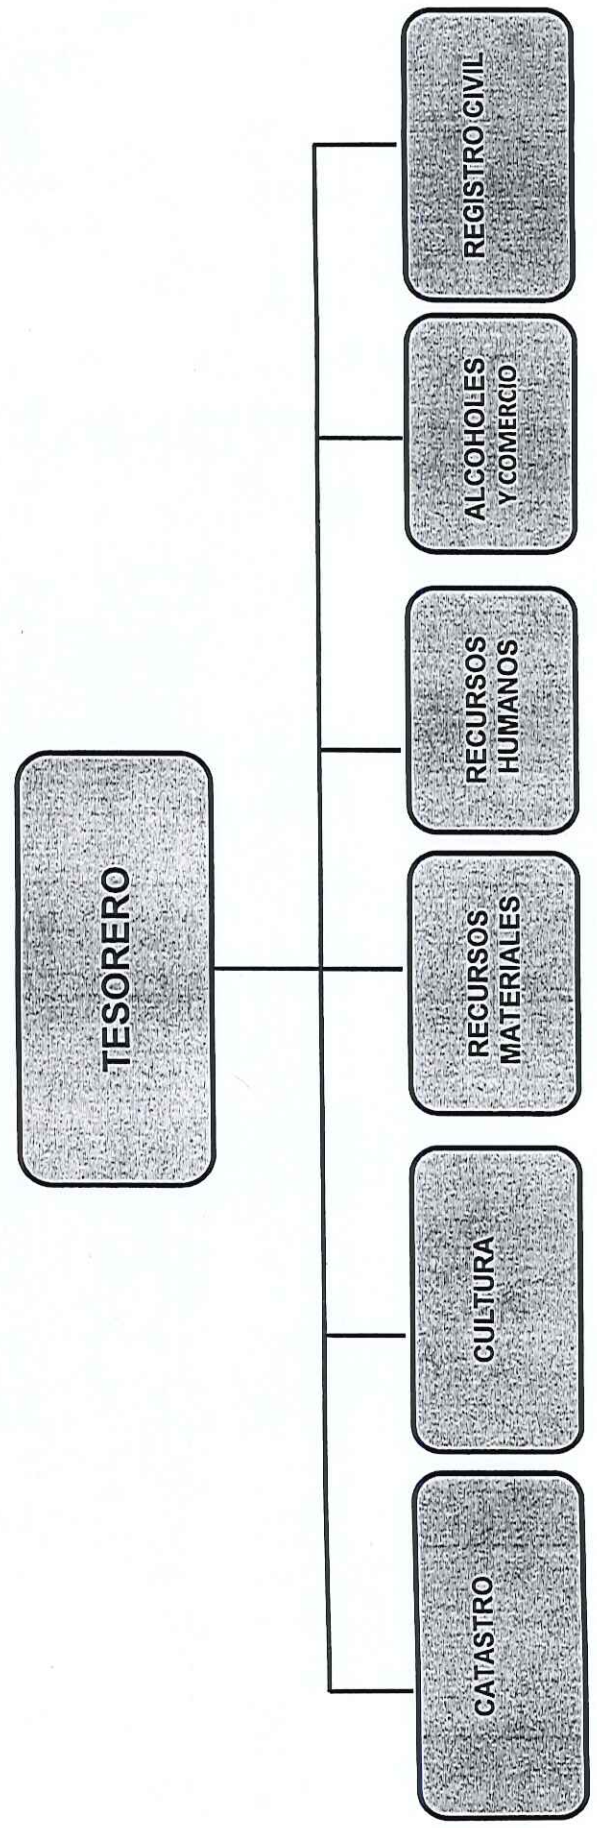 TESORERO
CATASTRO
CULTURA
RECURSOS
MATERIALES
RECURSOS
HUMANOS
ALCOHOLES
Y COMERCIO
REGISTRO CIVIL